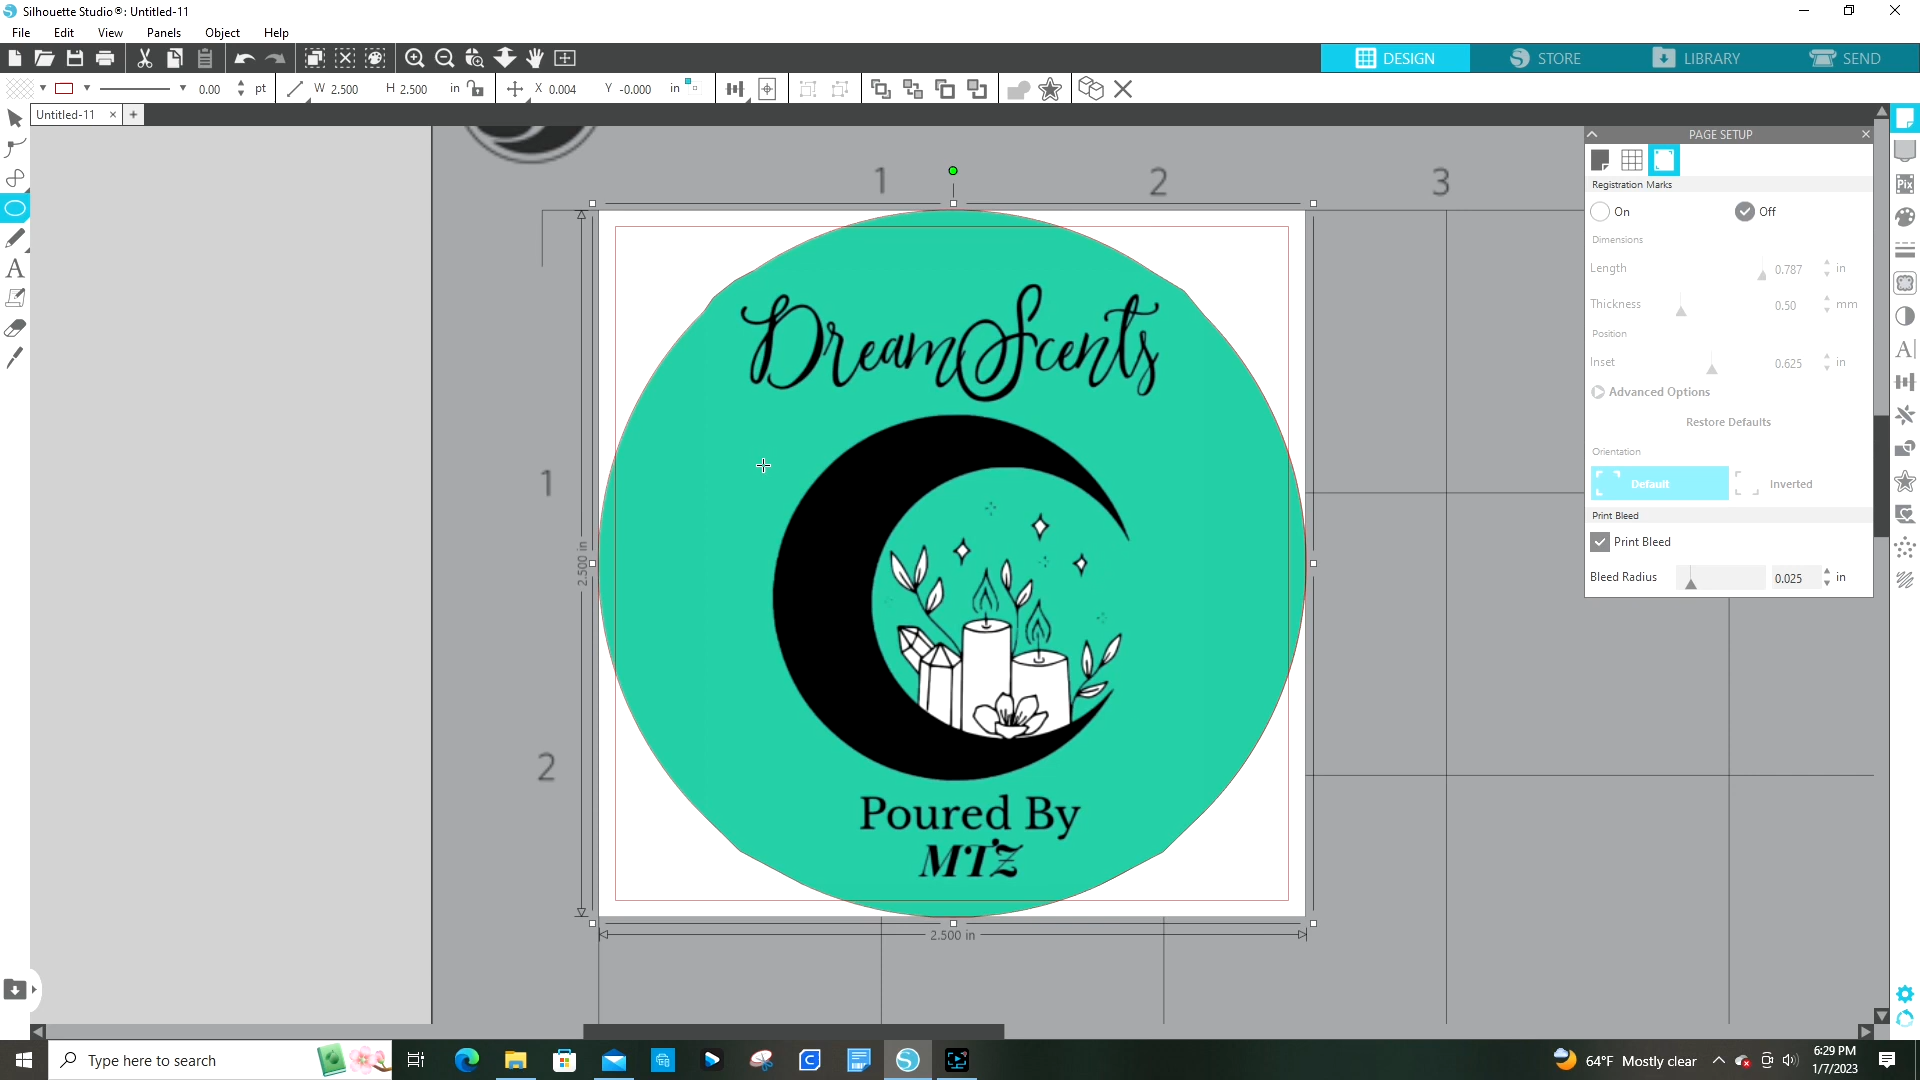 Silhouette Studio®: Untitled-11
File Edit View Panels Object Help
DESIGN STORE LIBRARY SEND
0.00 pt W 2.500 H 2.500 in X 0.004 Y -0.000 in
Untitled-11 × +
PAGE SETUP
1 2 3
Registration Marks
On Off
Dimensions
Length 0.787 in
Thickness 0.50 mm
Position
Inset 0.625 in
Advanced Options
Restore Defaults
Orientation
Default Inverted
Print Bleed
Print Bleed
Bleed Radius 0.025 in
Pix
DreamScents
1
2.500 in
2
Poured By
MTZ
2.500 in
Type here to search
64°F Mostly clear
6:29 PM
1/7/2023